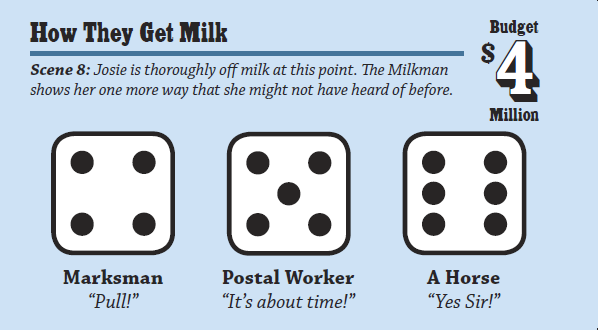 How They Get Milk
Budget
$4
Million
Scene 8: Josie is thoroughly off milk at this point. The Milkman
shows her one more way that she might not have heard of before.
Marksman
"Pull!"
Postal Worker
"It's about time!"
A Horse
"Yes Sir!"